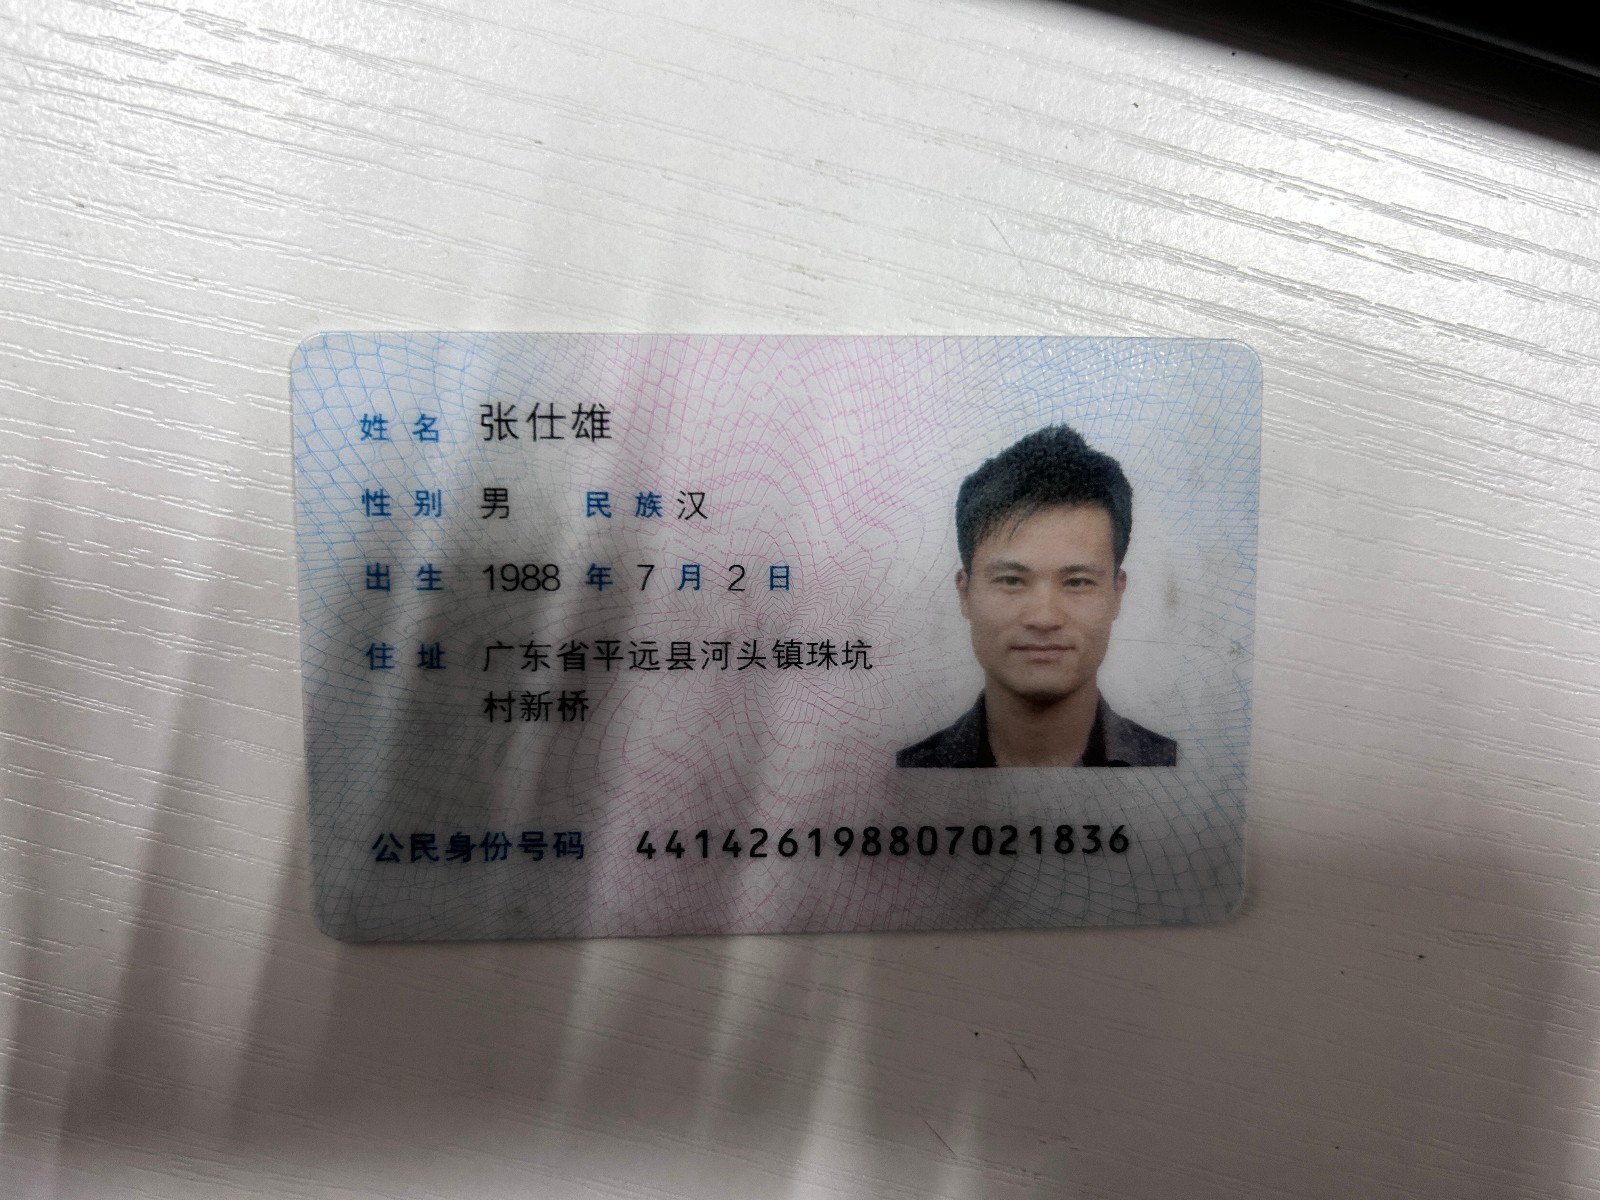 姓名 张仕雄
性别 男 民族 汉
出生 1988 年 7 月 2 日
住址 广东省平远县河头镇珠坑
村新桥
公民身份号码 441426198807021836